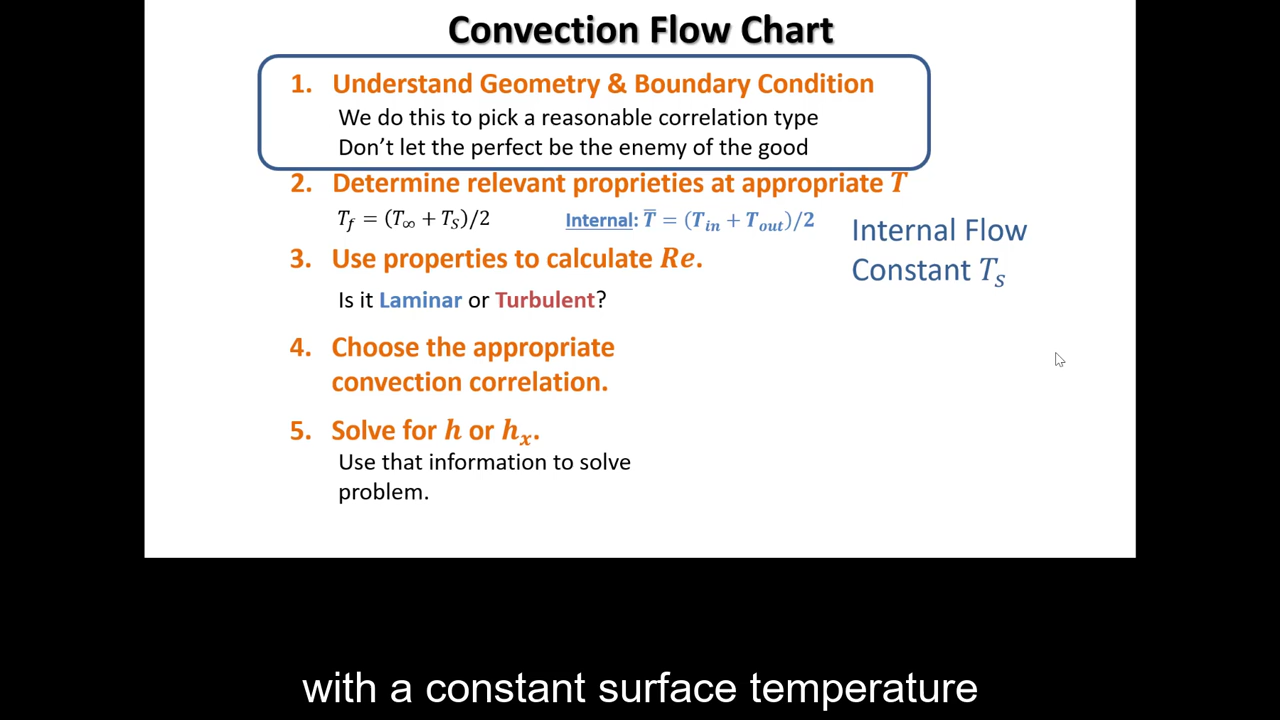 Convection Flow Chart
1. Understand Geometry & Boundary Condition
We do this to pick a reasonable correlation type
Don't let the perfect be the enemy of the good
2. Determine relevant proprieties at appropriate T
T_f = (T_∞ + T_S)/2
Internal: T̅ = (T_in + T_out)/2
Internal Flow
Constant T_s
3. Use properties to calculate Re.
Is it Laminar or Turbulent?
4. Choose the appropriate
convection correlation.
5. Solve for h or h_x.
Use that information to solve
problem.
with a constant surface temperature